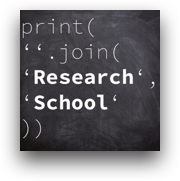 print(
‘‘.join(
‘Research‘,
‘School‘
))